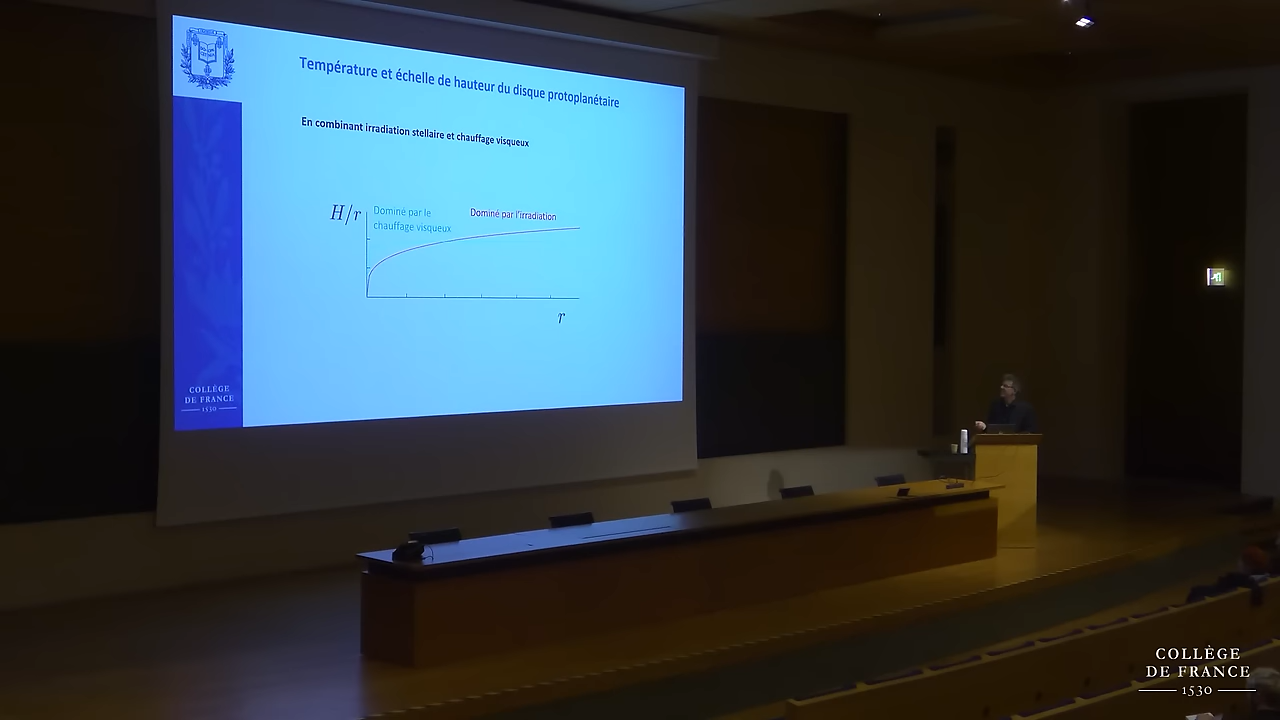 Température et échelle de hauteur du disque protoplanétaire
En combinant irradiation stellaire et chauffage visqueux
H/r
Dominé par le
chauffage visqueux
Dominé par l'irradiation
r
COLLÈGE
DE FRANCE
1530
COLLÈGE
DE FRANCE
1530